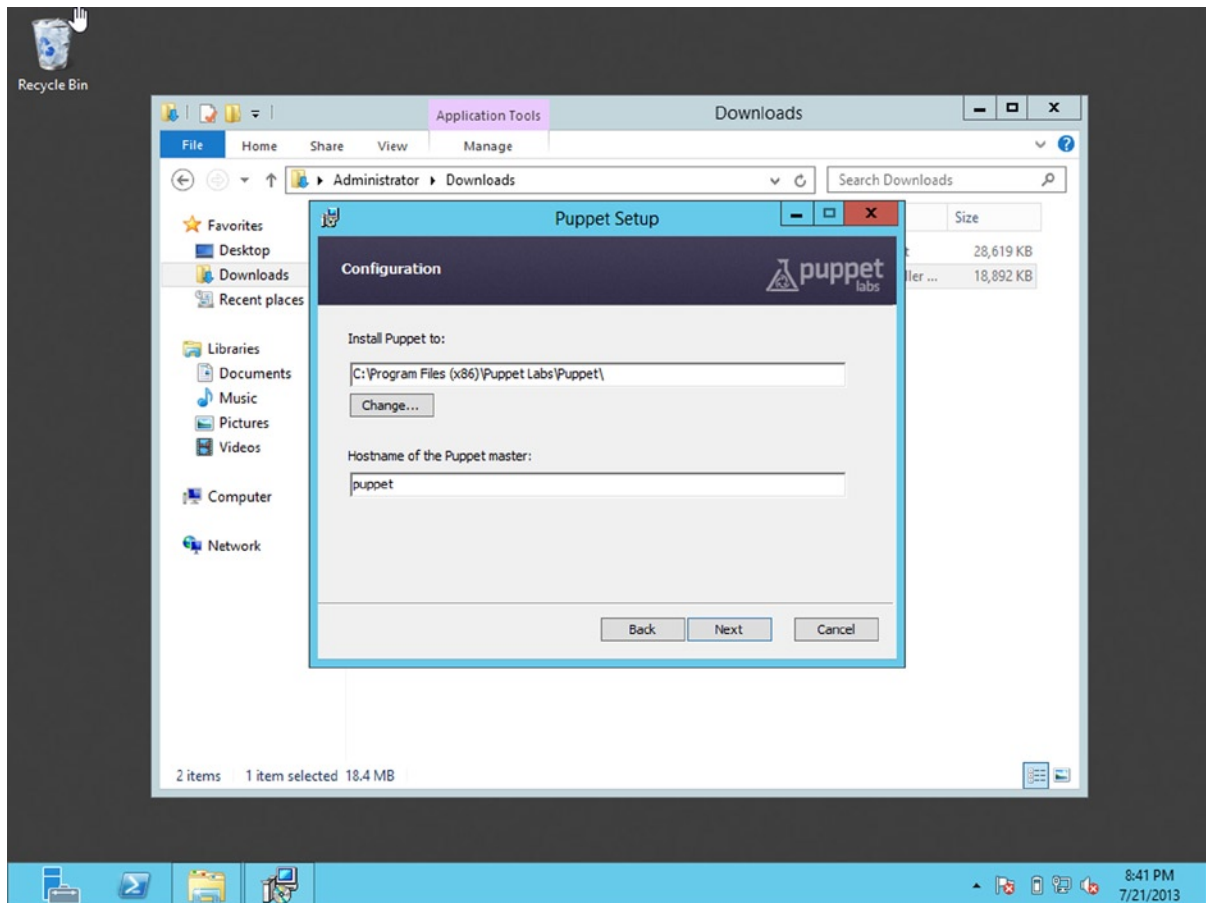 Recycle Bin
Application Tools
Downloads
File
Home
Share
View
Manage
Administrator
Downloads
Search Downloads
Favorites
Desktop
Downloads
Recent places
Libraries
Documents
Music
Pictures
Videos
Computer
Network
Size
28,619 KB
ller ...
18,892 KB
Puppet Setup
Configuration
puppet
labs
Install Puppet to:
C:\Program Files (x86)\Puppet Labs\Puppet\
Change...
Hostname of the Puppet master:
puppet
Back
Next
Cancel
2 items
1 item selected 18.4 MB
8:41 PM
7/21/2013